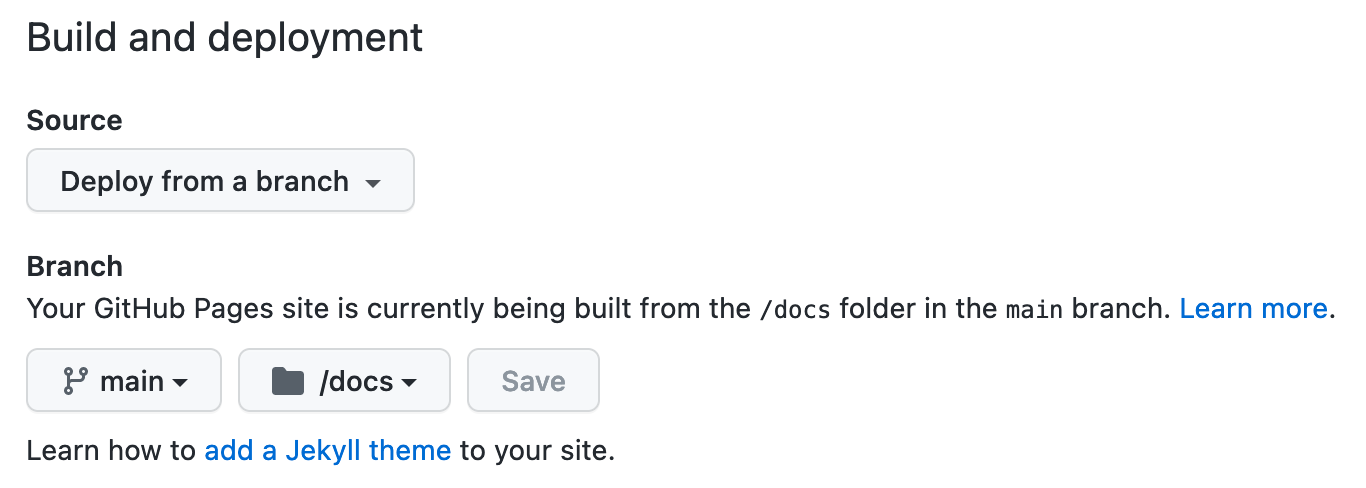 Build and deployment
Source
Deploy from a branch
Branch
Your GitHub Pages site is currently being built from the /docs folder in the main branch. Learn more.
main /docs Save
Learn how to add a Jekyll theme to your site.